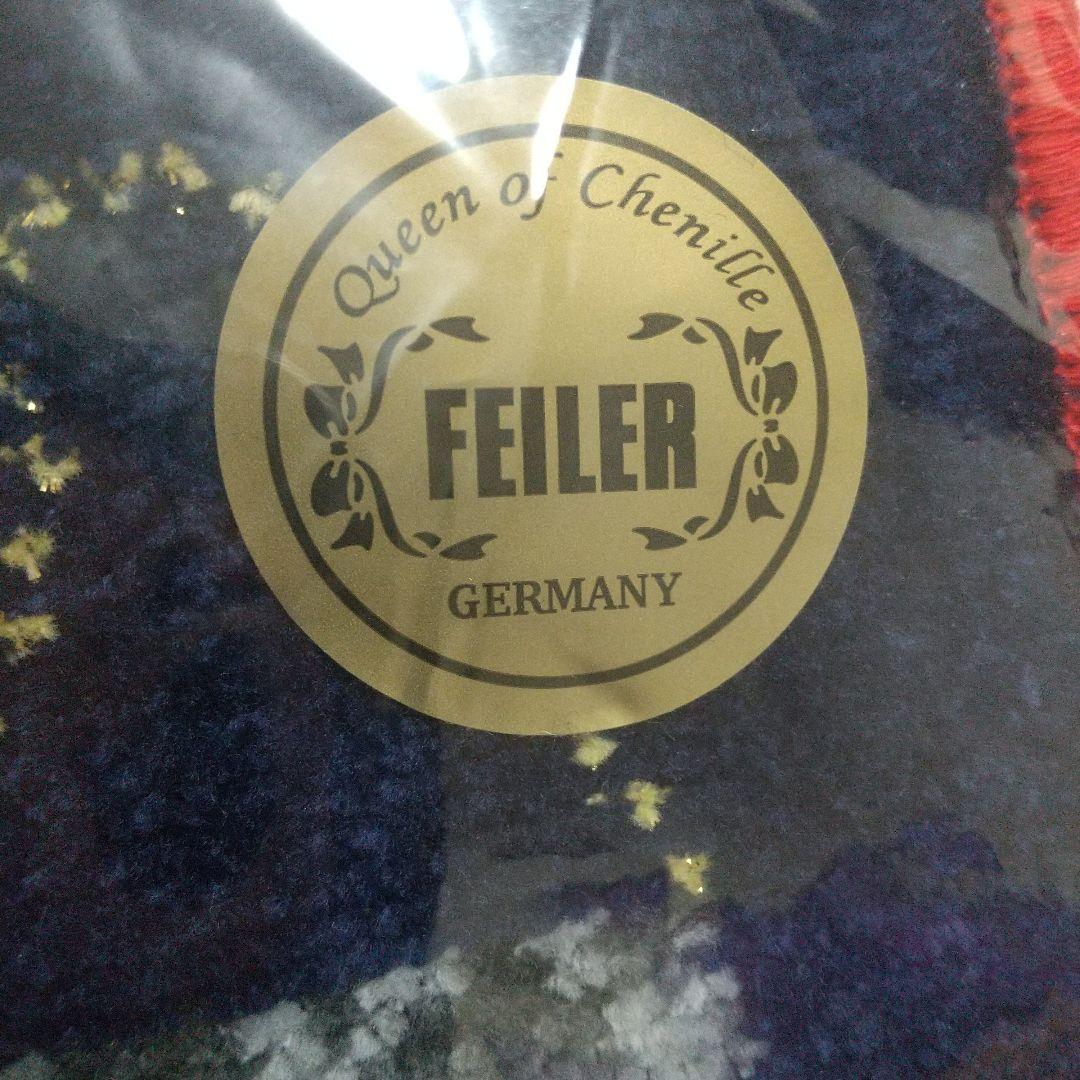 Queen of Chenille
FEILER
GERMANY